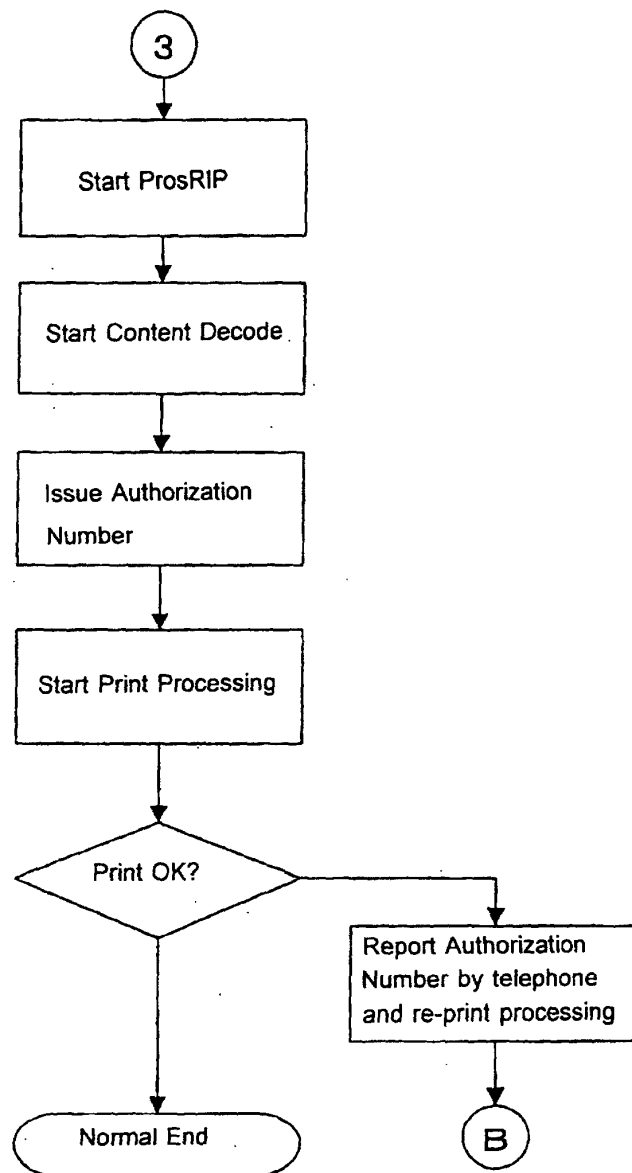 3
Start ProsRIP
Start Content Decode
Issue Authorization
Number
Start Print Processing
Print OK?
Report Authorization
Number by telephone
and re-print processing
Normal End
B